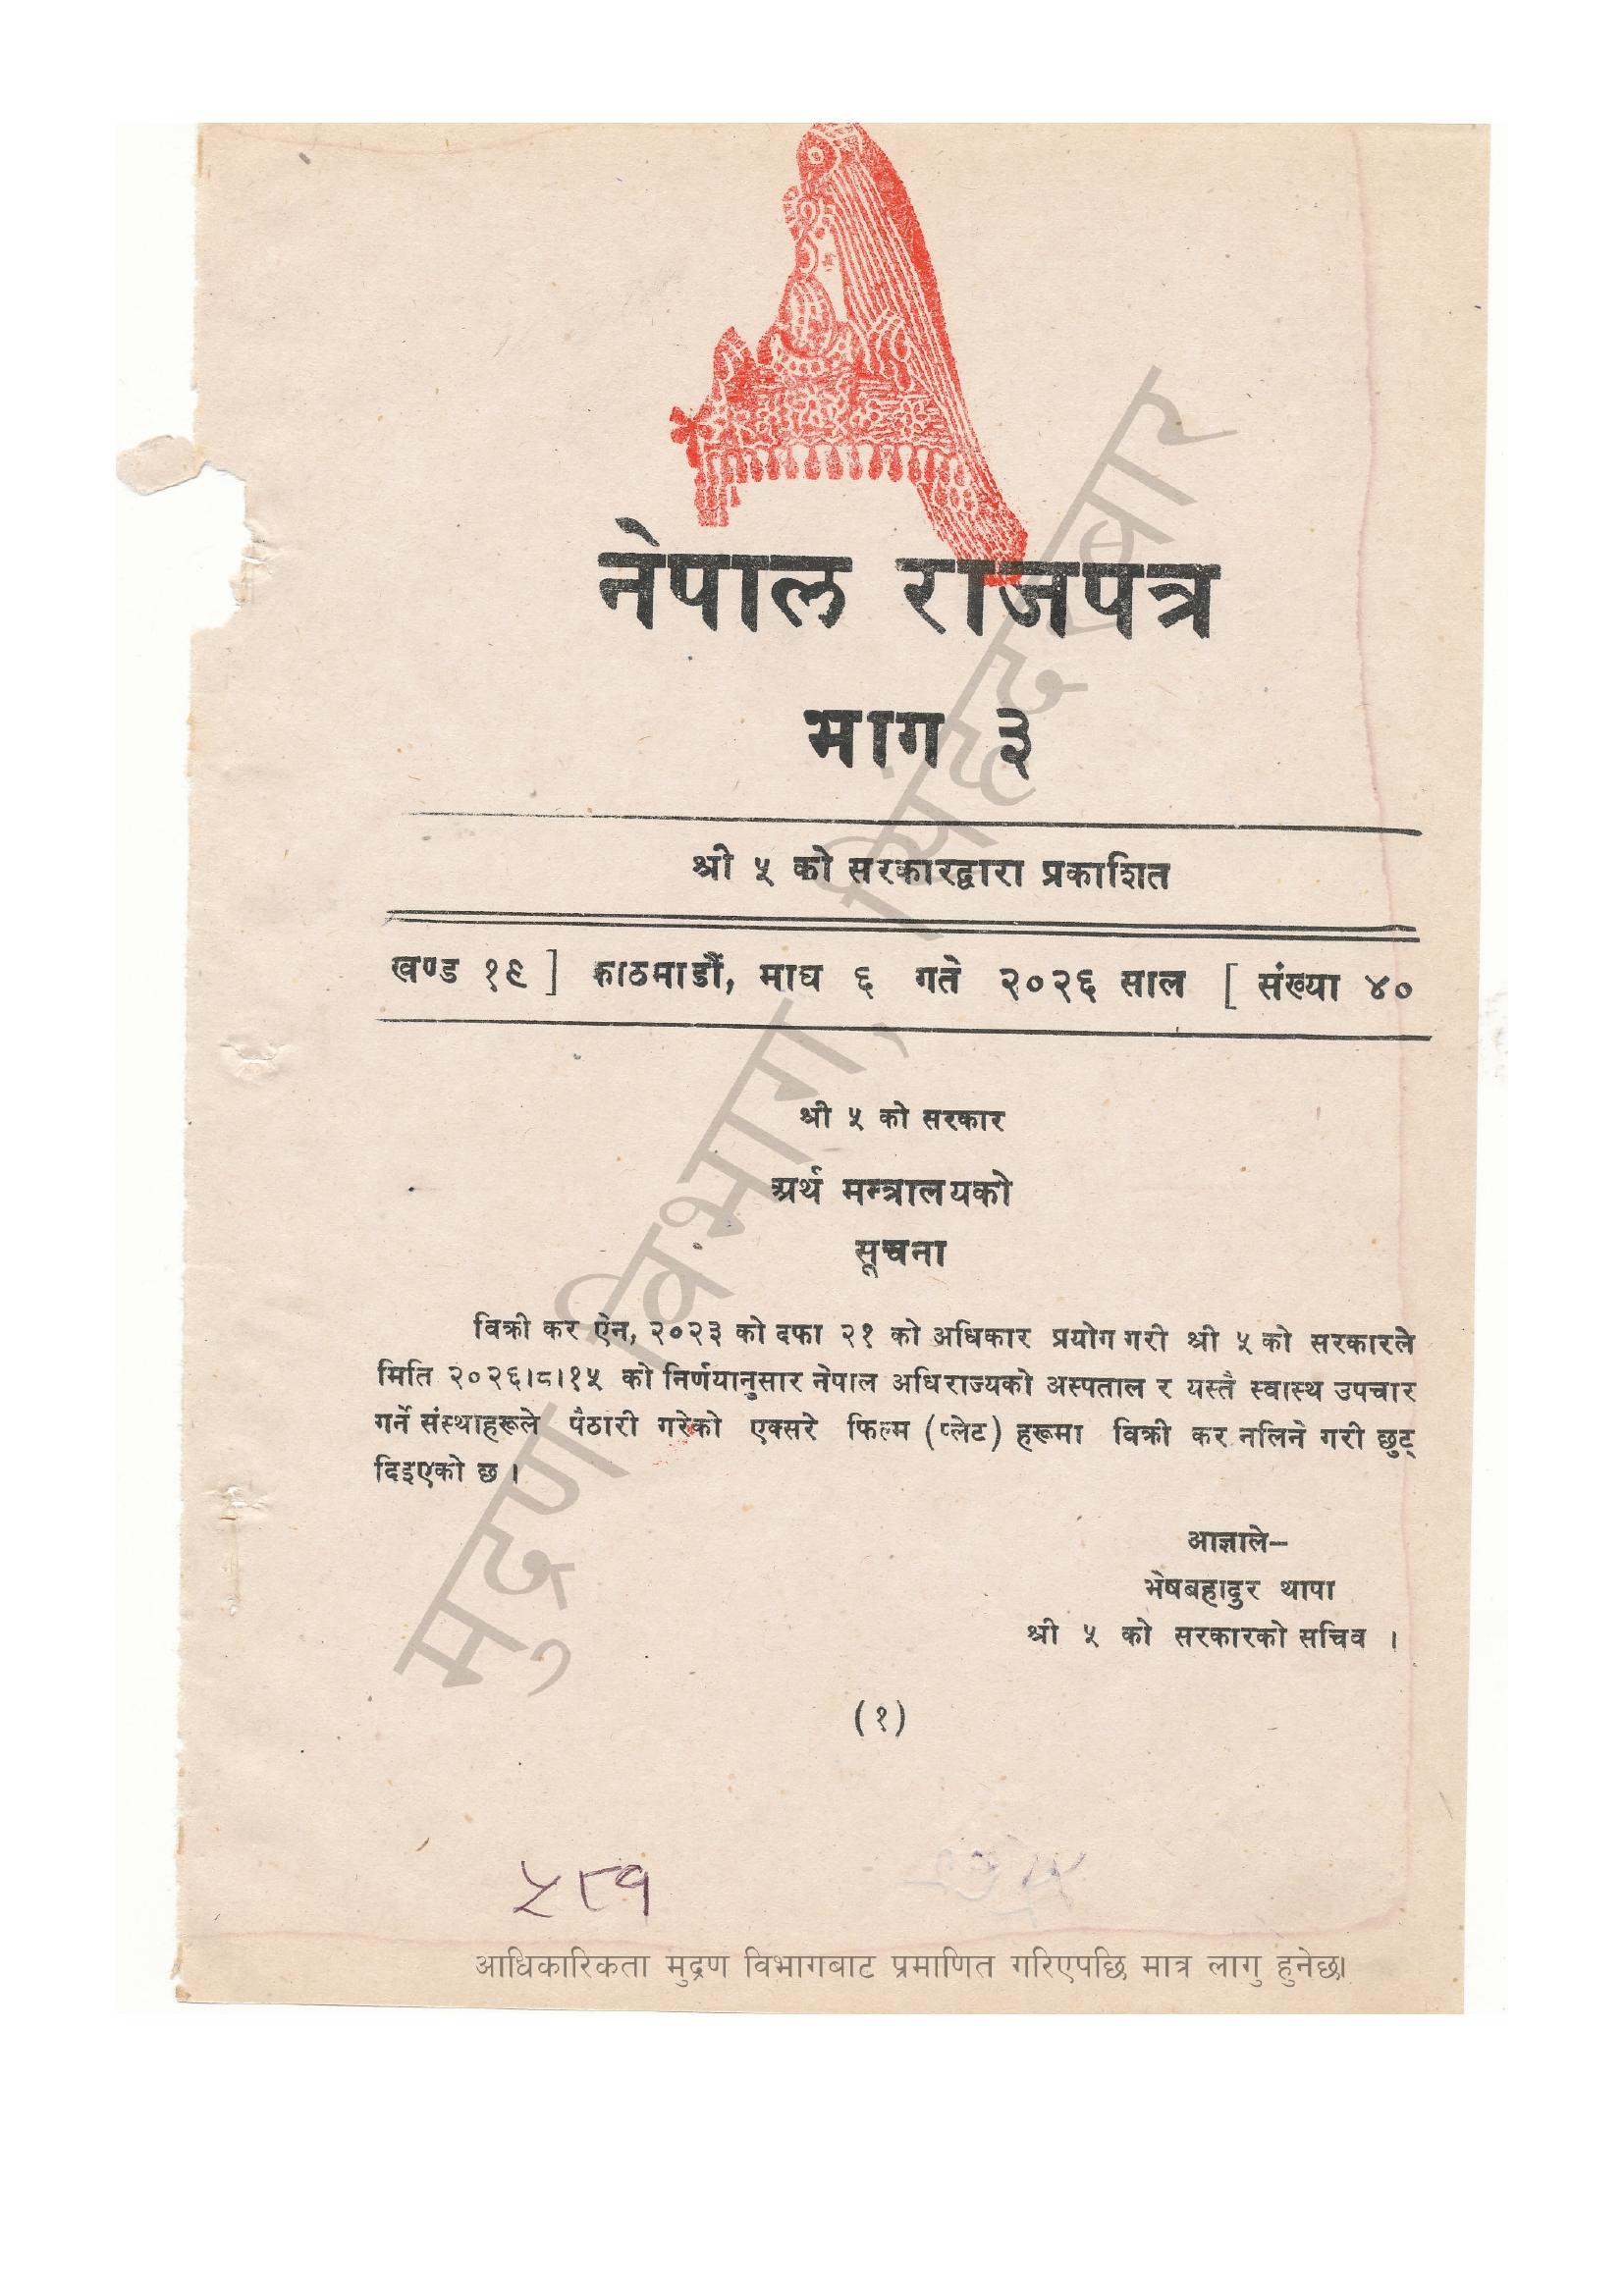 नेपाल राजपत्र
भाग ३
श्री ५ को सरकारद्वारा प्रकाशित
खण्ड १९ ] काठमाडौं, माघ ६ गते २०२६ साल [ संख्या ४०
श्री ५ को सरकार
अर्थ मन्त्रालयको
सूचना
विक्री कर ऐन, २०२३ को दफा २१ को अधिकार प्रयोग गरी श्री ५ को सरकारले
मिति २०२६।८।१५ को निर्णयानुसार नेपाल अधिराज्यको अस्पताल र यस्तै स्वास्थ उपचार
गर्ने संस्थाहरूले पैठारी गरेको एक्सरे फिल्म (प्लेट) हरूमा विक्री कर नलिने गरी छुट्
दिइएको छ ।
आज्ञाले—
भेषबहादुर थापा
श्री ५ को सरकारको सचिव ।
(१)
५८१
मुद्रण विभाग, सिंहदरबार
आधिकारिकता मुद्रण विभागबाट प्रमाणित गरिएपछि मात्र लागु हुनेछ।